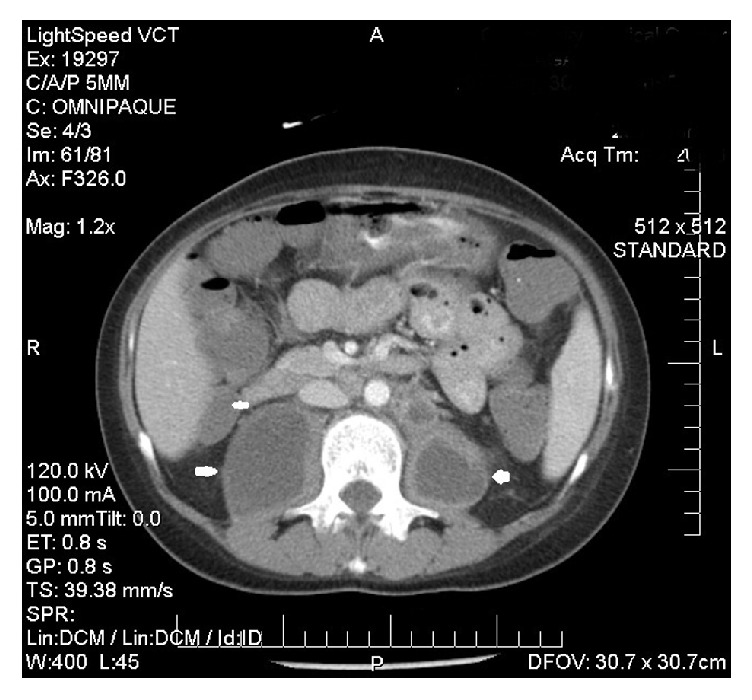 LightSpeed VCT
A
Ex: 19297
C/A/P 5MM
C: OMNIPAQUE
Se: 4/3
Im: 61/81
Acq Tm:
Ax: F326.0
Mag: 1.2x
512 x 512
STANDARD
R
L
120.0 kV
100.0 mA
5.0 mmTilt: 0.0
ET: 0.8 s
GP: 0.8 s
TS: 39.38 mm/s
SPR:
Lin:DCM / Lin:DCM / Id:ID
W:400 L:45
P
DFOV: 30.7 x 30.7cm